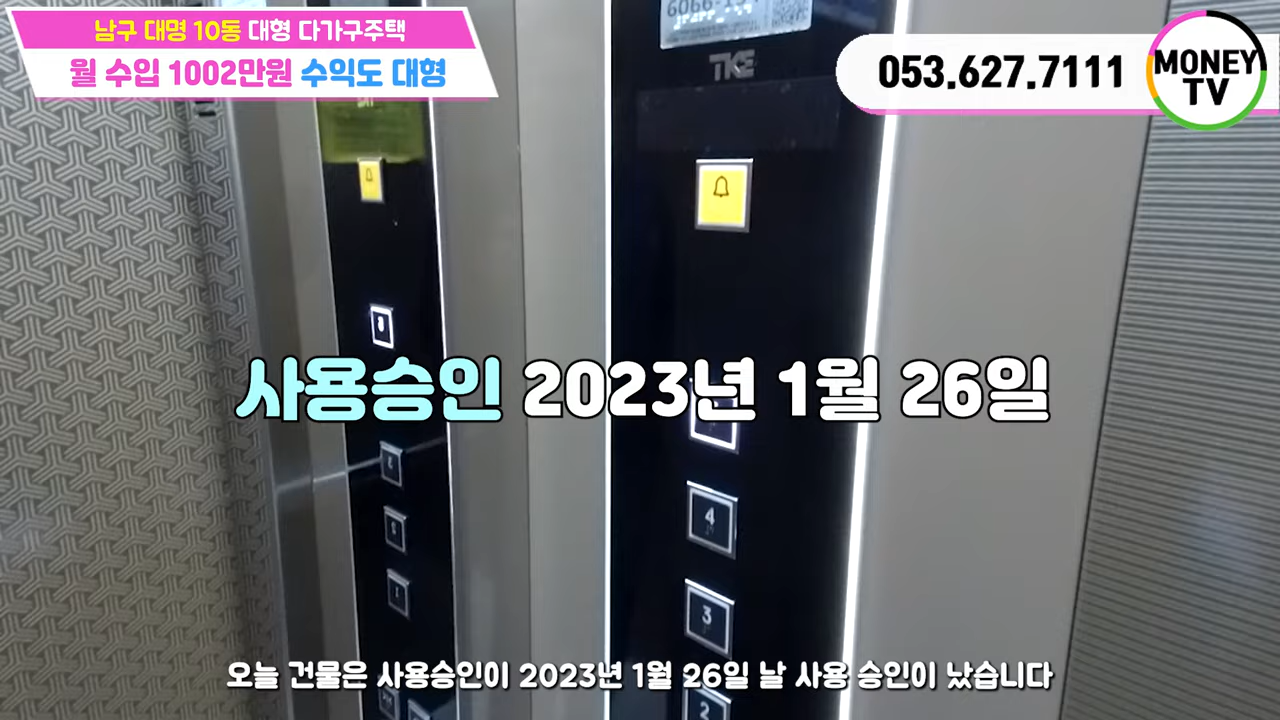 남구 대명 10동 대형 다가구주택
월 수입 1002만원 수익도 대형
053.627.7111
MONEY
TV
TKE
사용승인 2023년 1월 26일
4
3
2
오늘 건물은 사용승인이 2023년 1월 26일 날 사용 승인이 났습니다